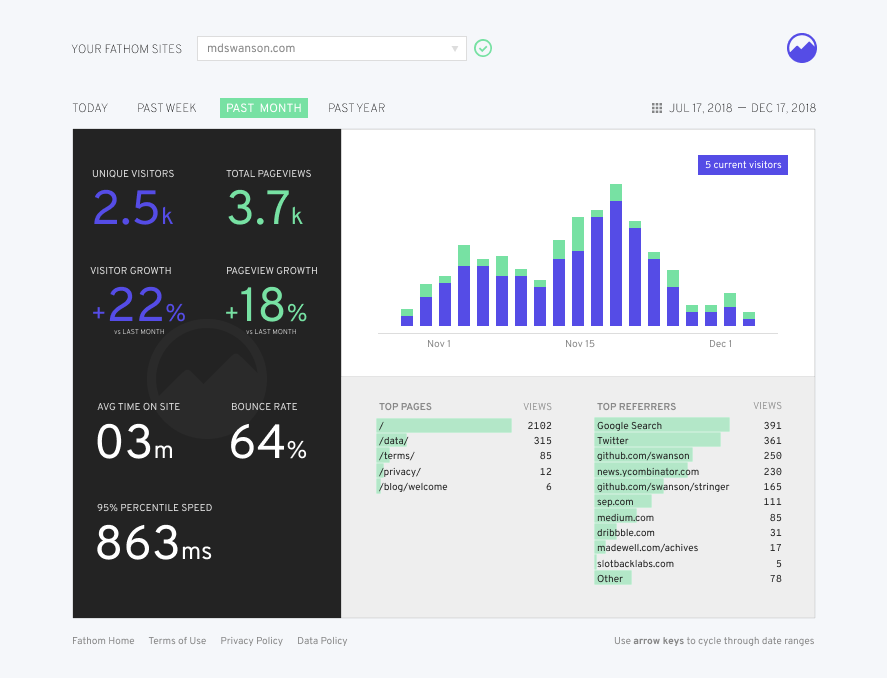 YOUR FATHOM SITES mdswanson.com
TODAY PAST WEEK PAST MONTH PAST YEAR JUL 17, 2018 — DEC 17, 2018
5 current visitors
UNIQUE VISITORS TOTAL PAGEVIEWS
2.5k 3.7k
VISITOR GROWTH PAGEVIEW GROWTH
+22% +18%
vs LAST MONTH vs LAST MONTH
Nov 1 Nov 15 Dec 1
AVG TIME ON SITE BOUNCE RATE
03m 64%
95% PERCENTILE SPEED
863ms
TOP PAGES VIEWS
/ 2102
/data/ 315
/terms/ 85
/privacy/ 12
/blog/welcome 6
TOP REFERRERS VIEWS
Google Search 391
Twitter 361
github.com/swanson 250
news.ycombinator.com 230
github.com/swanson/stringer 165
sep.com 111
medium.com 85
dribbble.com 31
madewell.com/achives 17
slotbacklabs.com 5
Other 78
Fathom Home Terms of Use Privacy Policy Data Policy Use arrow keys to cycle through date ranges